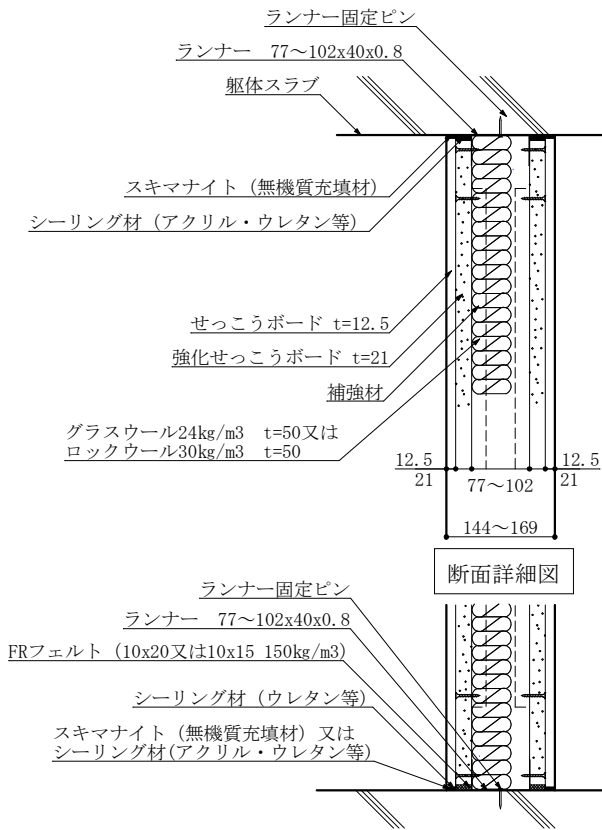 ランナー固定ピン
ランナー 77～102x40x0.8
躯体スラブ
スキマナイト（無機質充填材）
シーリング材（アクリル・ウレタン等）
せっこうボード t=12.5
強化せっこうボード t=21
補強材
グラスウール24kg/m3 t=50又は
ロックウール30kg/m3 t=50
12.5
21
77～102
12.5
21
144～169
断面詳細図
ランナー固定ピン
ランナー 77～102x40x0.8
FRフェルト（10x20又は10x15 150kg/m3）
シーリング材（ウレタン等）
スキマナイト（無機質充填材）又は
シーリング材(アクリル・ウレタン等)